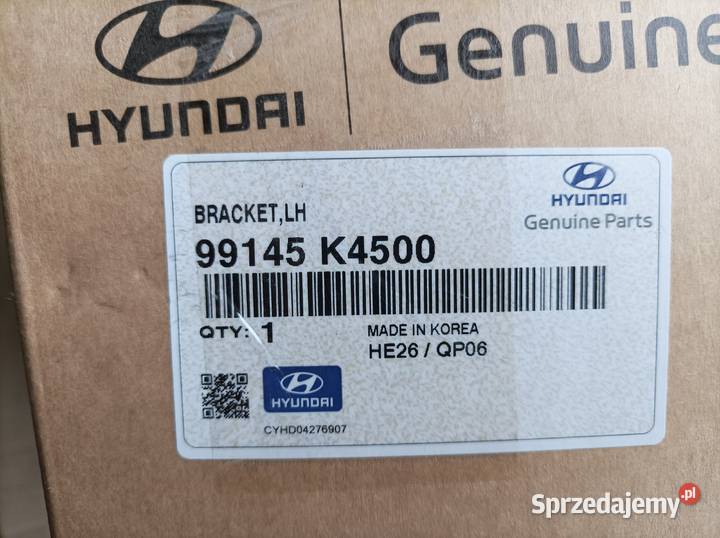 HYUNDAI
Genuine
BRACKET,LH
99145 K4500
HYUNDAI
Genuine Parts
QTY: 1
MADE IN KOREA
HE26 / QP06
HYUNDAI
CYHD04276907
Sprzedajemy.pl